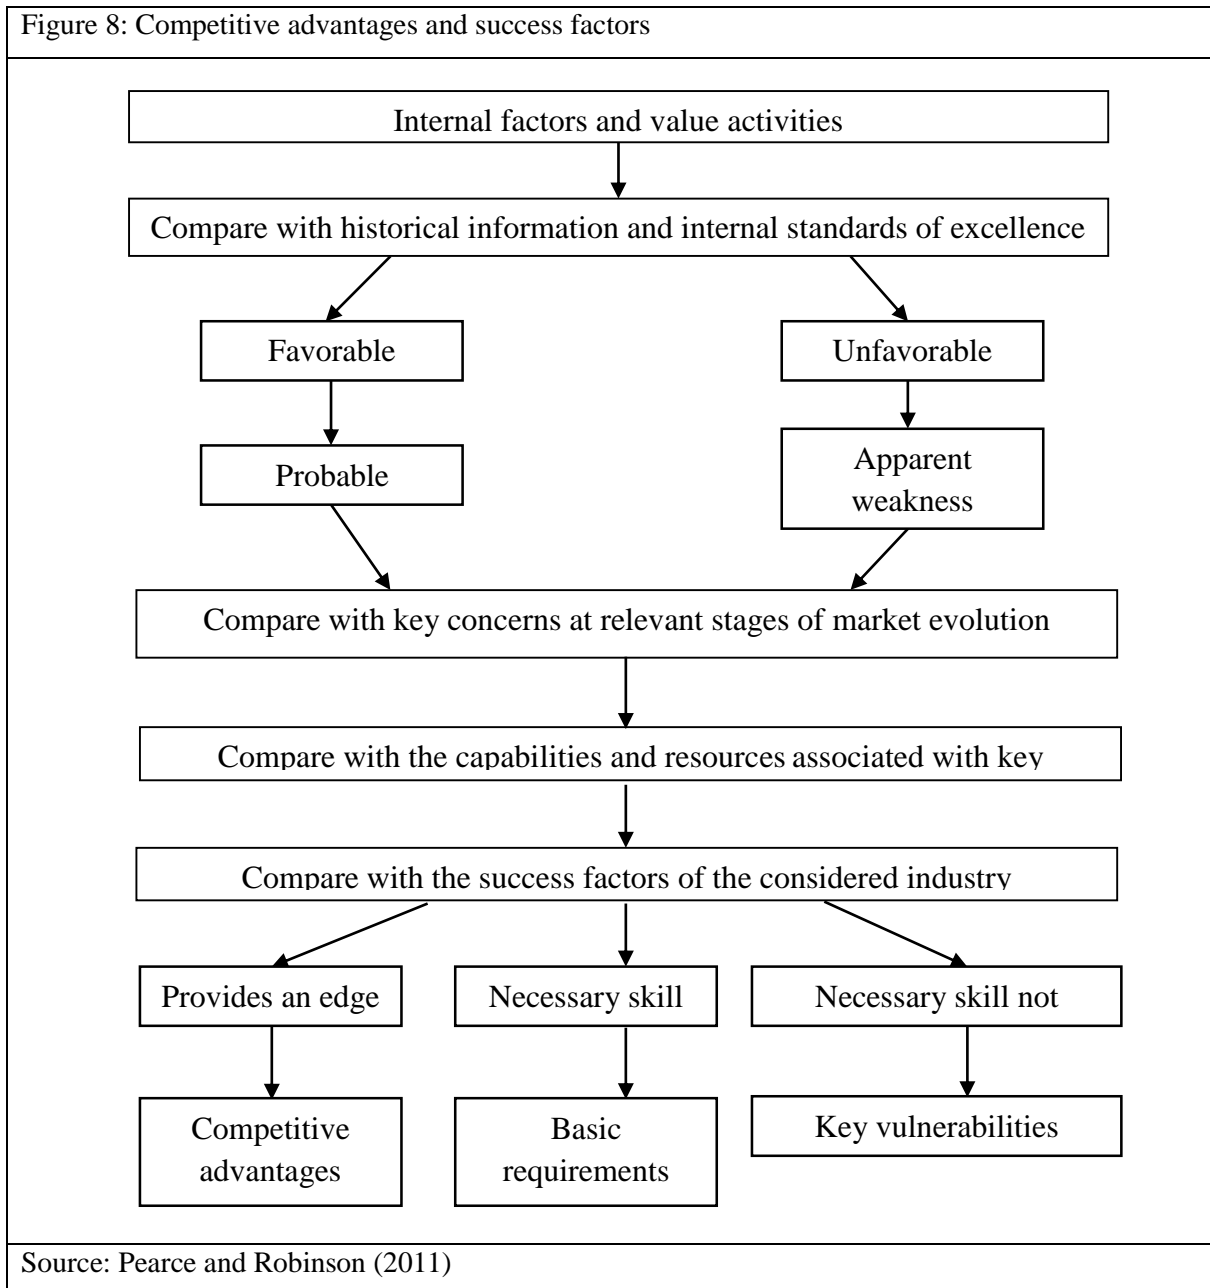 Figure 8: Competitive advantages and success factors
Internal factors and value activities
Compare with historical information and internal standards of excellence
Favorable
Unfavorable
Probable
Apparent
weakness
Compare with key concerns at relevant stages of market evolution
Compare with the capabilities and resources associated with key
Compare with the success factors of the considered industry
Provides an edge
Necessary skill
Necessary skill not
Competitive
advantages
Basic
requirements
Key vulnerabilities
Source: Pearce and Robinson (2011)